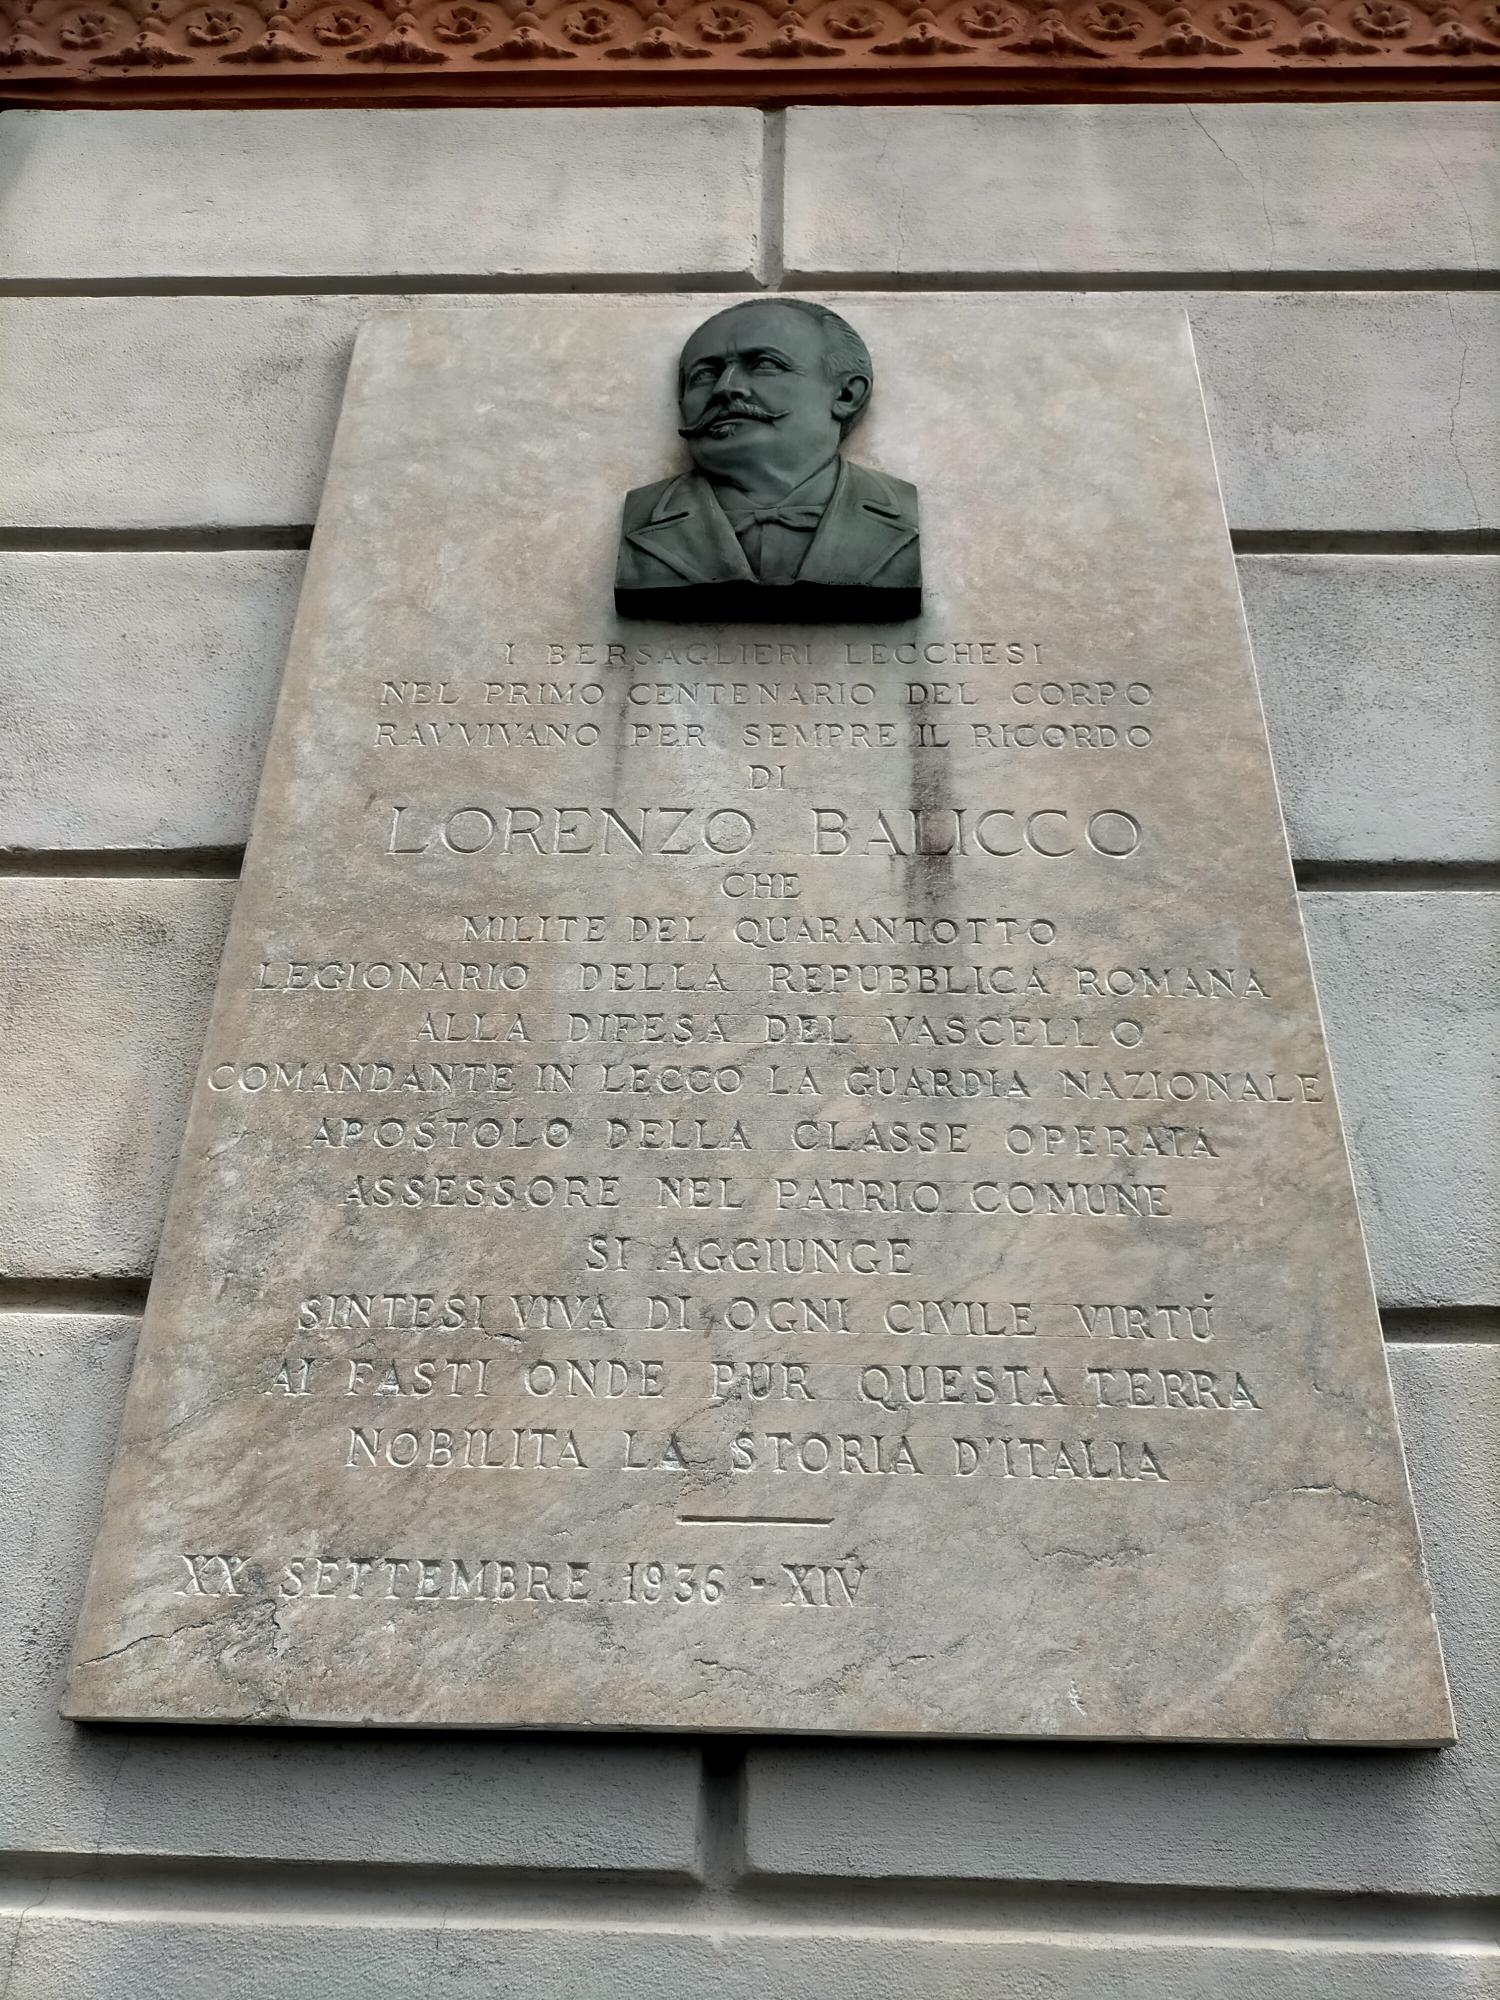 I BERSAGLIERI LECCHESI
NEL PRIMO CENTENARIO DEL CORPO
RAVVIVANO PER SEMPRE IL RICORDO
DI
LORENZO BALICCO
CHE
MILITE DEL QUARANTOTTO
LEGIONARIO DELLA REPUBBLICA ROMANA
ALLA DIFESA DEL VASCELLO
COMANDANTE IN LECCO LA GUARDIA NAZIONALE
APOSTOLO DELLA CLASSE OPERAIA
ASSESSORE NEL PATRIO COMUNE
SI AGGIUNGE
SINTESI VIVA DI OGNI CIVILE VIRTÚ
AI FASTI ONDE PUR QUESTA TERRA
NOBILITA LA STORIA D'ITALIA
XX SETTEMBRE 1936 - XIV